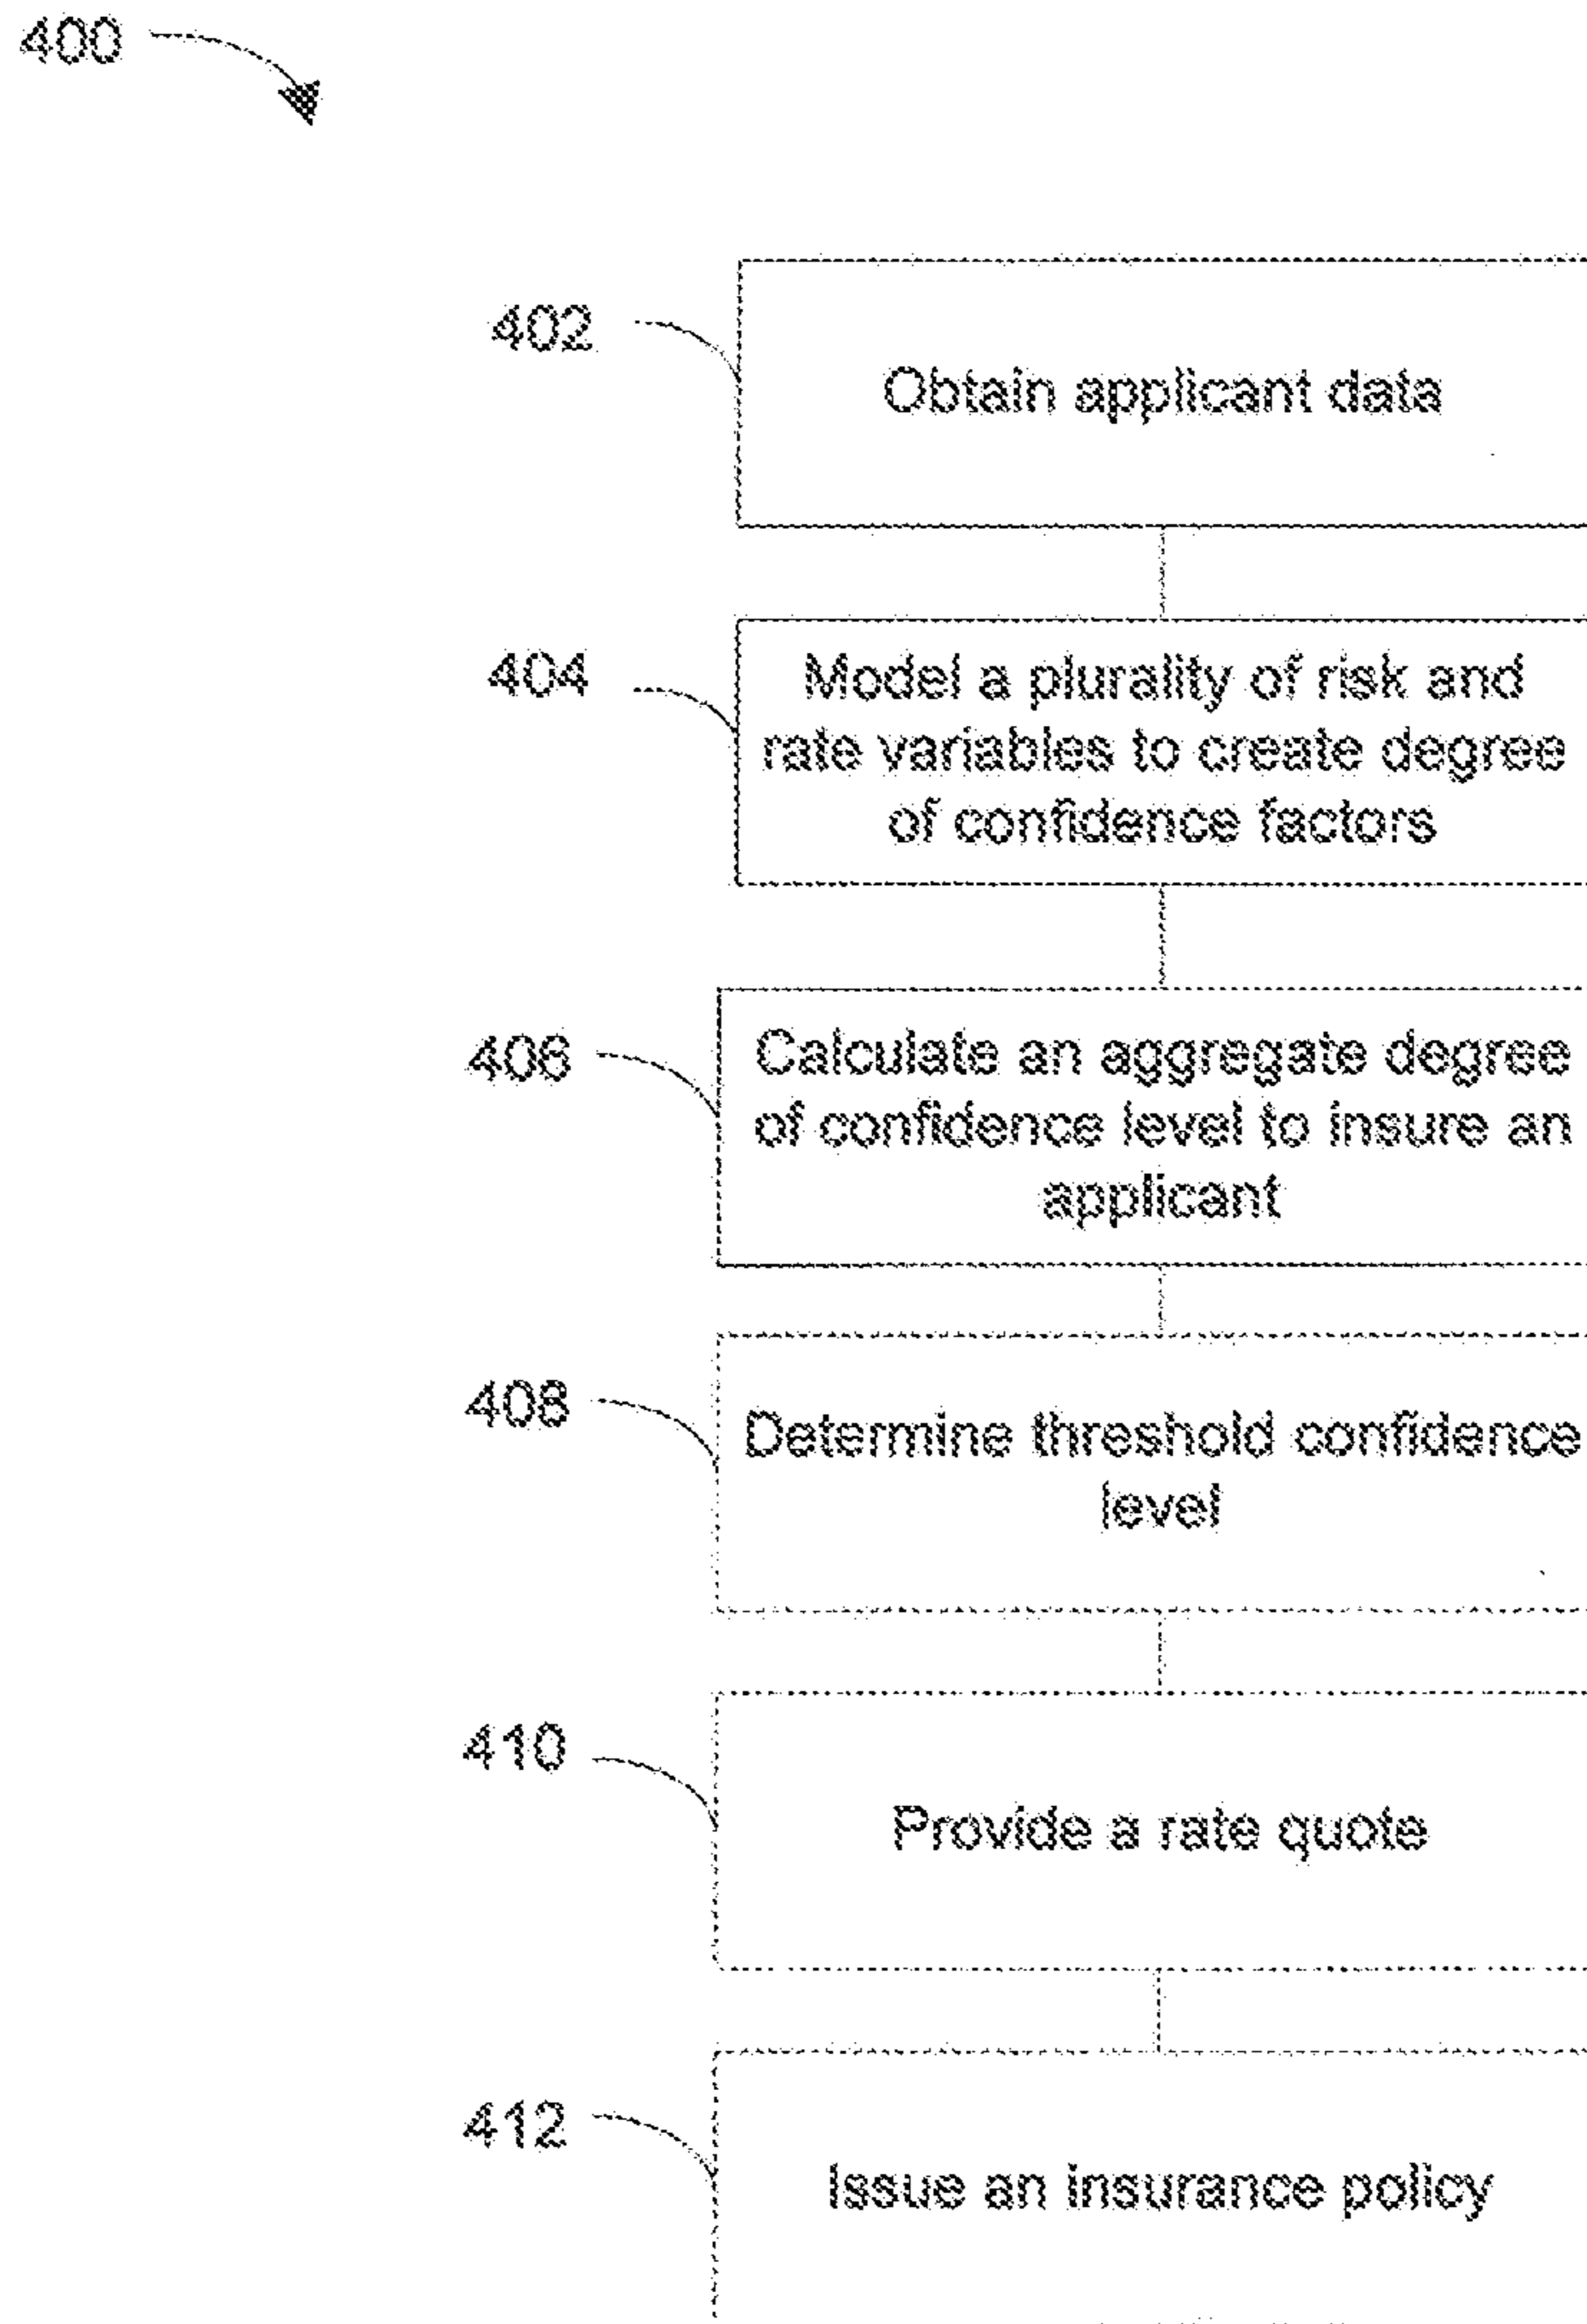 400
402
Obtain applicant data
404
Model a plurality of risk and
rate variables to create degree
of confidence factors
406
Calculate an aggregate degree
of confidence level to insure an
applicant
408
Determine threshold confidence
level
410
Provide a rate quote
412
Issue an insurance policy